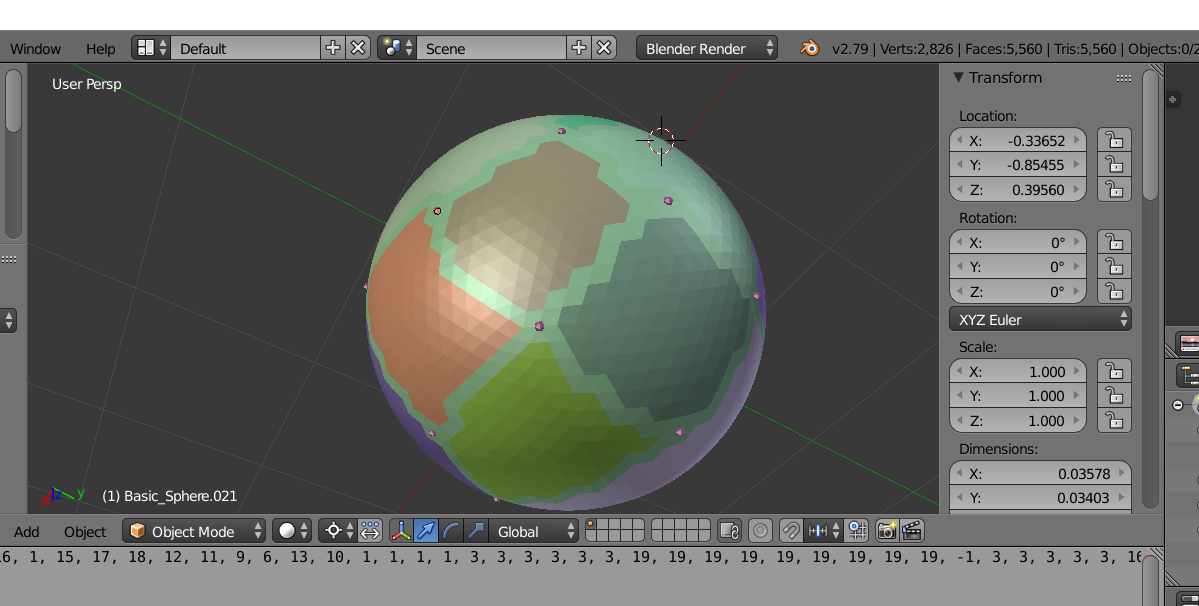 Window Help Default Scene Blender Render v2.79 | Verts:2,826 | Faces:5,560 | Tris:5,560 | Objects:0/2
User Persp
Transform
Location:
X: -0.33652
Y: -0.85455
Z: 0.39560
Rotation:
X: 0°
Y: 0°
Z: 0°
XYZ Euler
Scale:
X: 1.000
Y: 1.000
Z: 1.000
Dimensions:
X: 0.03578
Y: 0.03403
y
(1) Basic_Sphere.021
Add Object Object Mode Global
6, 1, 15, 17, 18, 12, 11, 9, 6, 13, 10, 1, 1, 1, 1, 3, 3, 3, 3, 3, 3, 19, 19, 19, 19, 19, 19, 19, 19, 19, 19, -1, 3, 3, 3, 3, 3, 16